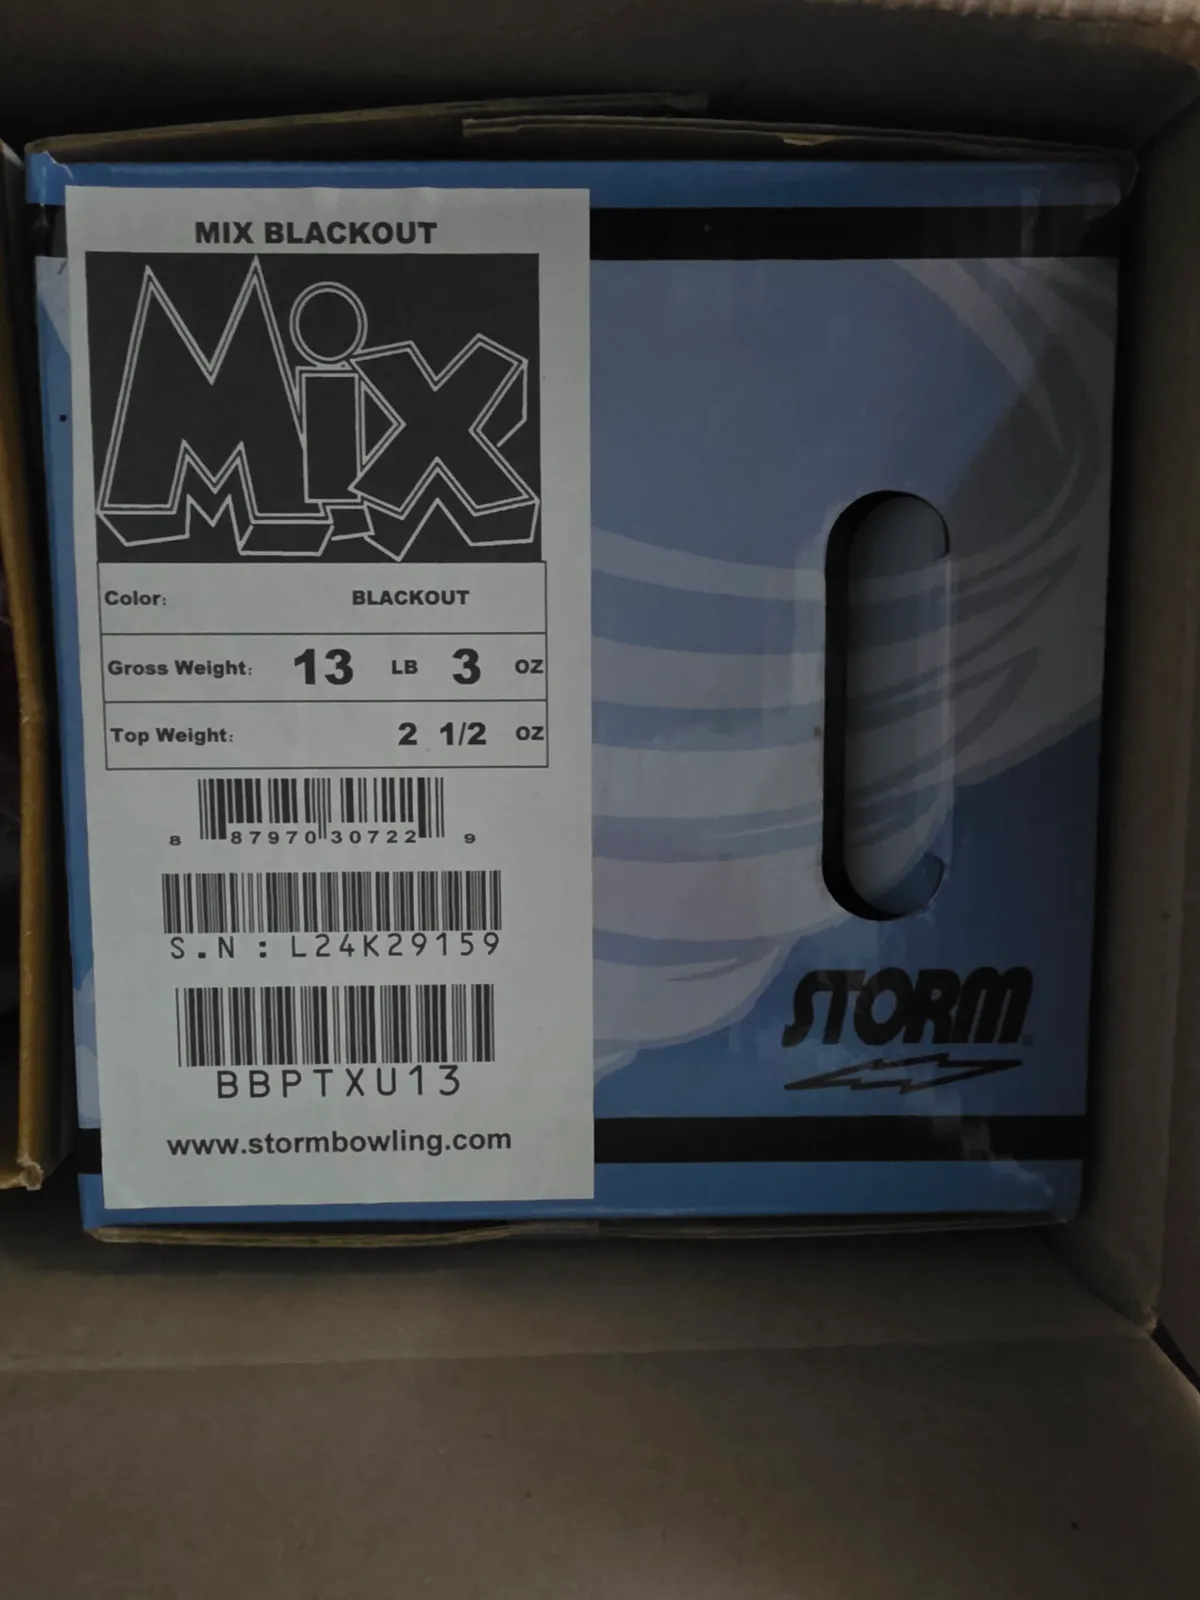 MIX BLACKOUT
Mix
Color: BLACKOUT
Gross Weight: 13 LB 3 OZ
Top Weight: 2 1/2 OZ
8 87970 30722 9
S.N : L24K29159
BBPTXU13
www.stormbowling.com
STORM